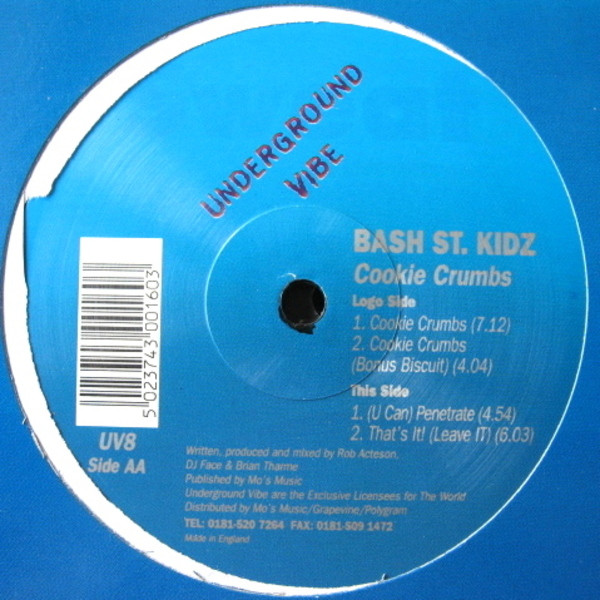 UNDERGROUND
VIBE
BASH ST. KIDZ
Cookie Crumbs
Logo Side
1. Cookie Crumbs (7.12)
2. Cookie Crumbs
(Bonus Biscuit) (4.04)
This Side
1. (U Can) Penetrate (4.54)
2. That's It! (Leave IT) (6.03)
5 023743 001603
UV8
Side AA
Written, produced and mixed by Rob Acteson,
DJ Face & Brian Tharme
Published by Mo's Music
Underground Vibe are the Exclusive Licensees for The World
Distributed by Mo's Music/Grapevine/Polygram
TEL: 0181-520 7264 FAX: 0181-509 1472
Made in England